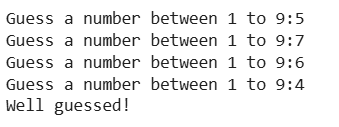 Guess a number between 1 to 9:5
Guess a number between 1 to 9:7
Guess a number between 1 to 9:6
Guess a number between 1 to 9:4
Well guessed!